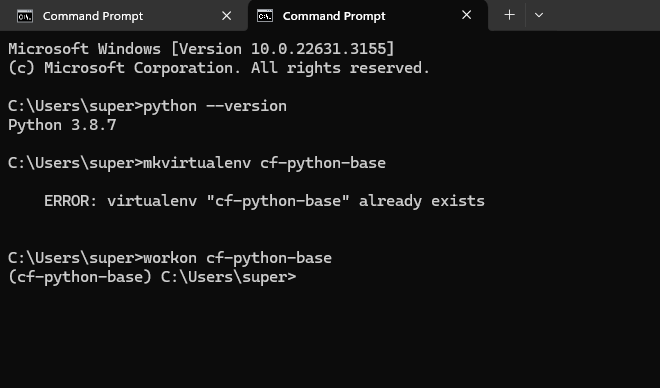 Command Prompt
Command Prompt
Microsoft Windows [Version 10.0.22631.3155]
(c) Microsoft Corporation. All rights reserved.
C:\Users\super>python --version
Python 3.8.7
C:\Users\super>mkvirtualenv cf-python-base
ERROR: virtualenv "cf-python-base" already exists
C:\Users\super>workon cf-python-base
(cf-python-base) C:\Users\super>